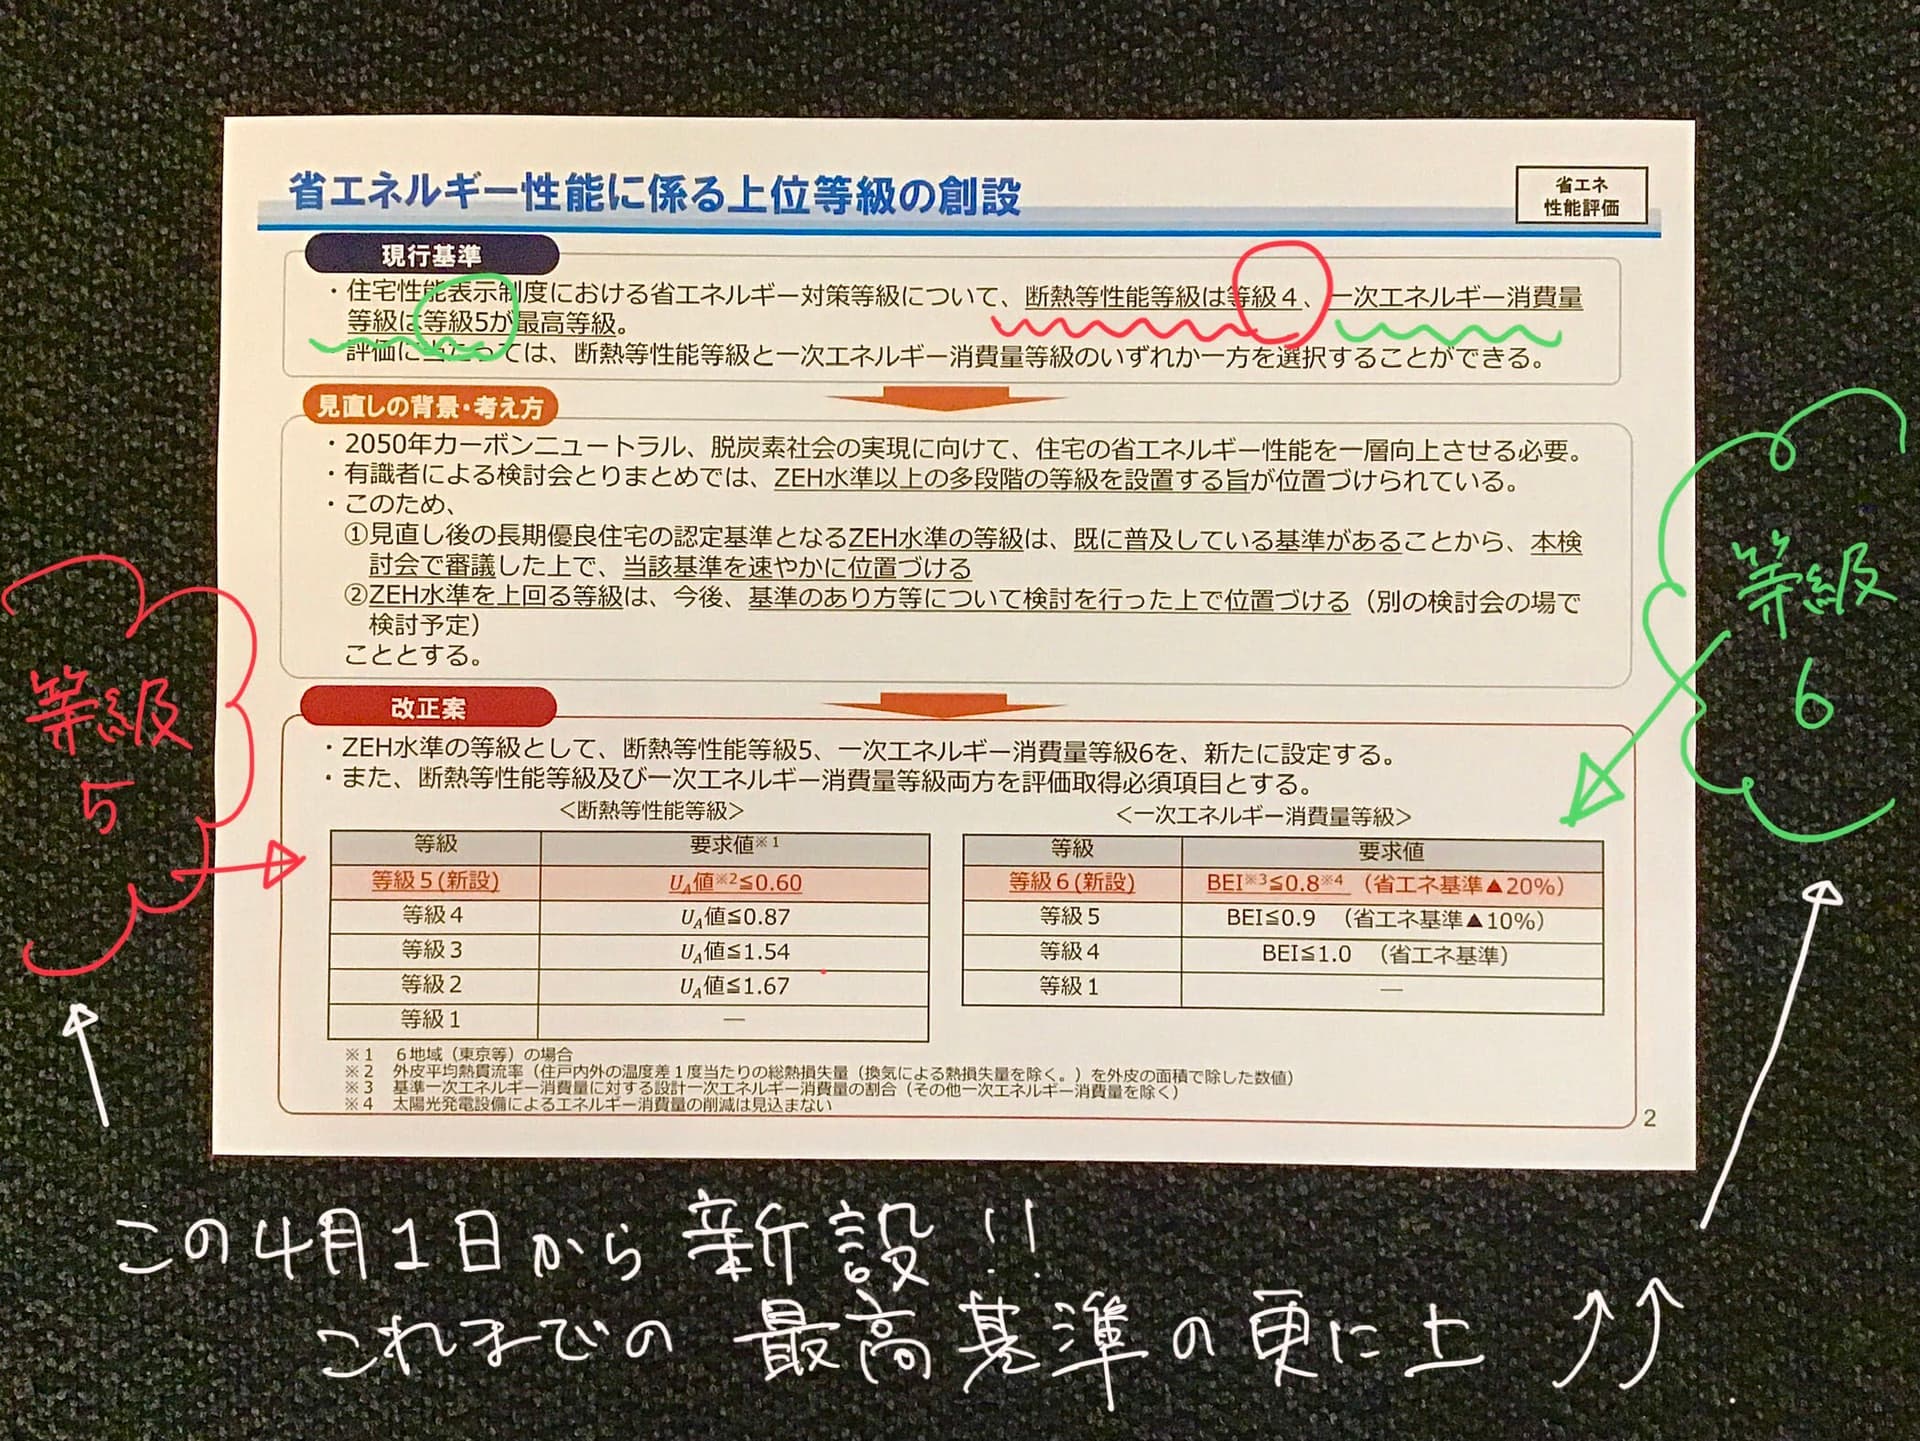 省エネルギー性能に係る上位等級の創設
省エネ
性能評価
現行基準
・住宅性能表示制度における省エネルギー対策等級について、断熱等性能等級は等級４、一次エネルギー消費量
等級は等級5が最高等級。
評価に当たっては、断熱等性能等級と一次エネルギー消費量等級のいずれか一方を選択することができる。
見直しの背景・考え方
・2050年カーボンニュートラル、脱炭素社会の実現に向けて、住宅の省エネルギー性能を一層向上させる必要。
・有識者による検討会とりまとめでは、ZEH水準以上の多段階の等級を設置する旨が位置づけられている。
・このため、
①見直し後の長期優良住宅の認定基準となるZEH水準の等級は、既に普及している基準があることから、本検
討会で審議した上で、当該基準を速やかに位置づける
②ZEH水準を上回る等級は、今後、基準のあり方等について検討を行った上で位置づける（別の検討会の場で
検討予定）
こととする。
改正案
・ZEH水準の等級として、断熱等性能等級5、一次エネルギー消費量等級6を、新たに設定する。
・また、断熱等性能等級及び一次エネルギー消費量等級両方を評価取得必須項目とする。
＜断熱等性能等級＞
等級 要求値※1
等級５(新設) UA値※2≦0.60
等級４ UA値≦0.87
等級３ UA値≦1.54
等級２ UA値≦1.67
等級１ ―
＜一次エネルギー消費量等級＞
等級 要求値
等級６(新設) BEI※3≦0.8※4 （省エネ基準▲20%）
等級５ BEI≦0.9 （省エネ基準▲10%）
等級４ BEI≦1.0 （省エネ基準）
等級１ ―
※１ ６地域（東京等）の場合
※２ 外皮平均熱貫流率（住戸内外の温度差１度当たりの総熱損失量（換気による熱損失量を除く。）を外皮の面積で除した数値）
※３ 基準一次エネルギー消費量に対する設計一次エネルギー消費量の割合（その他一次エネルギー消費量を除く）
※４ 太陽光発電設備によるエネルギー消費量の削減は見込まない
2
等級
5
等級
6
この4月1日から新設!!
これまでの最高基準の更に上